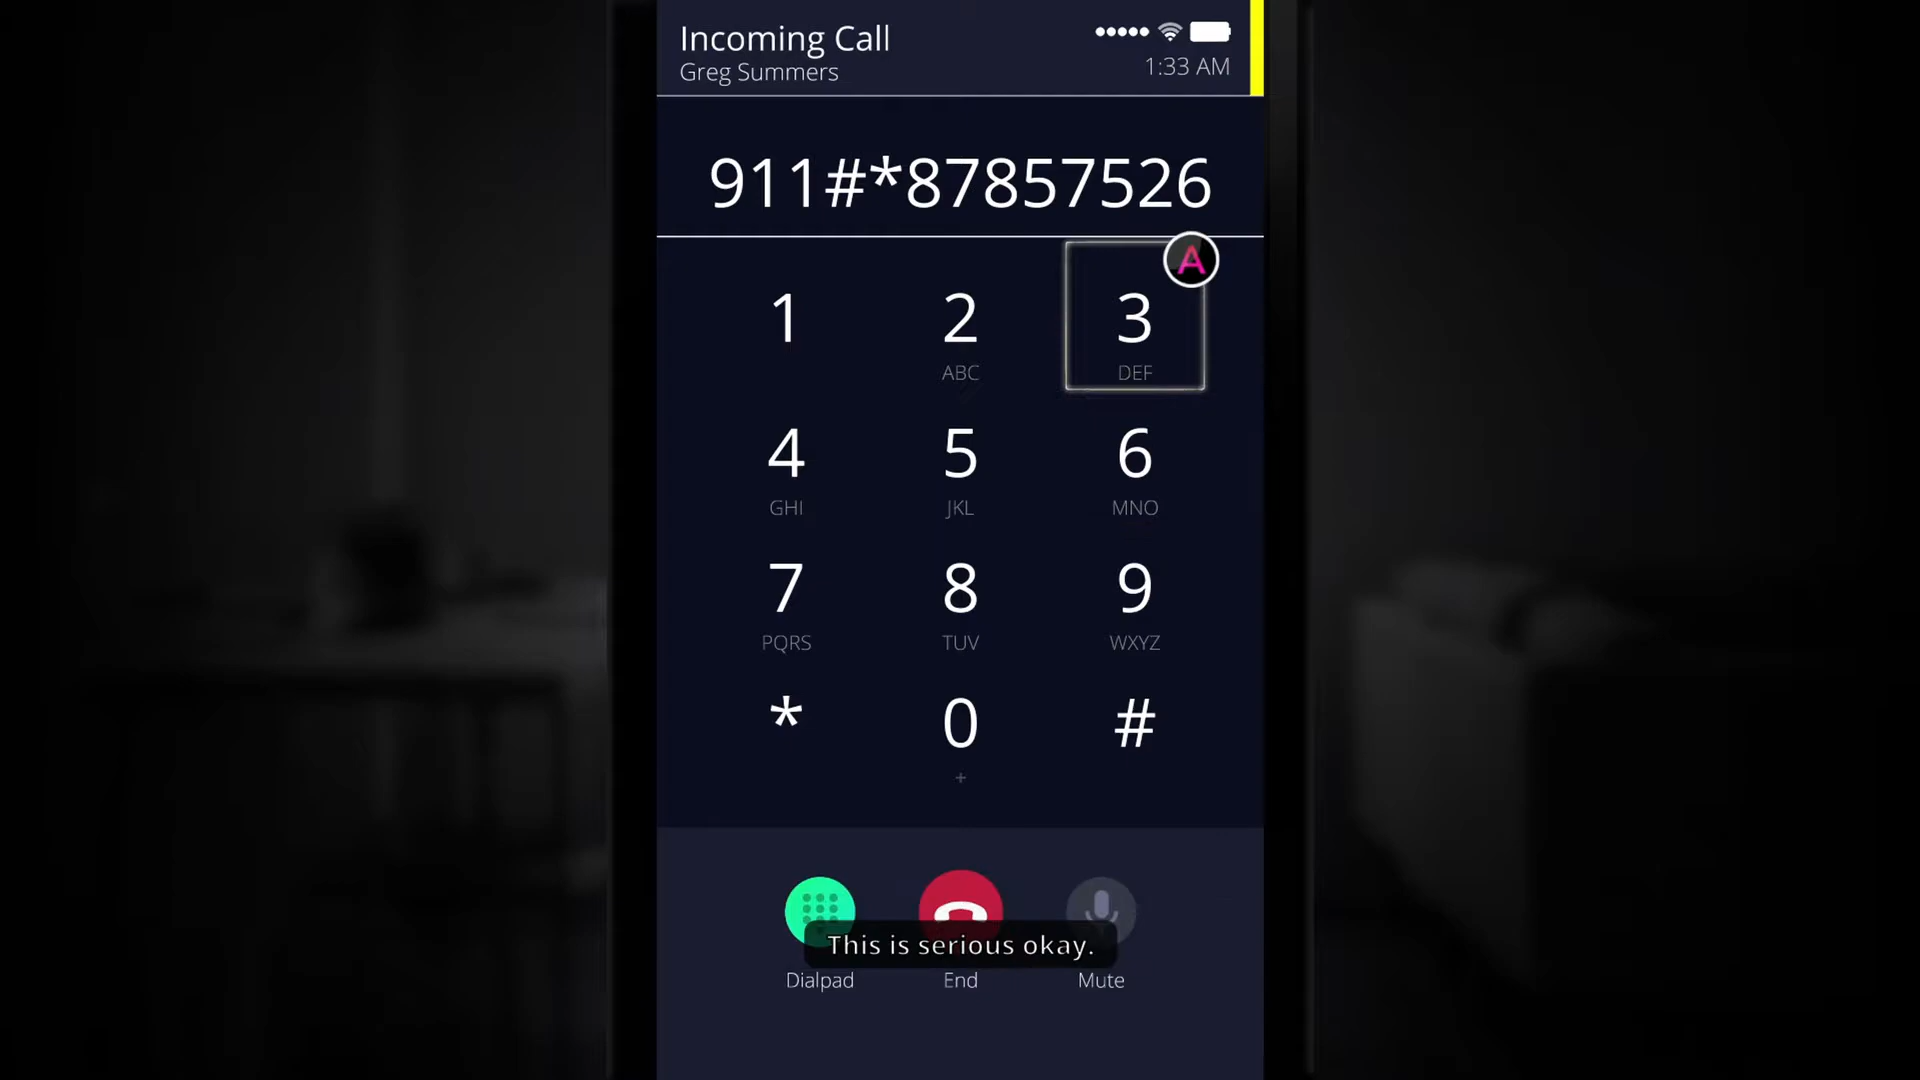 Incoming Call
Greg Summers
1:33 AM
911#*87857526
A
1 2 3
ABC DEF
4 5 6
GHI JKL MNO
7 8 9
PQRS TUV WXYZ
* 0 #
+
This is serious okay.
Dialpad End Mute